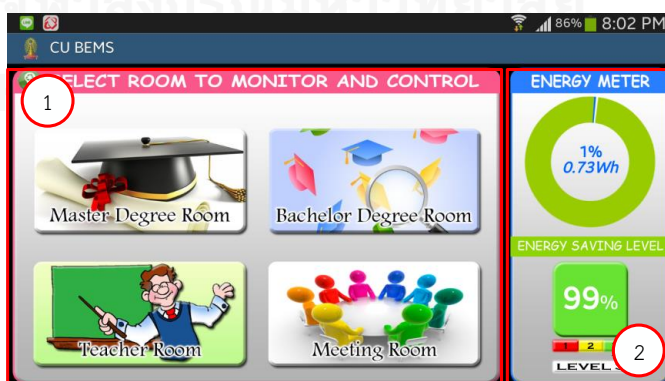 86% 8:02 PM
CU BEMS
SELECT ROOM TO MONITOR AND CONTROL
1
Master Degree Room
Bachelor Degree Room
Teacher Room
Meeting Room
ENERGY METER
1%
0.73Wh
ENERGY SAVING LEVEL
99%
1 2
LEVEL
2